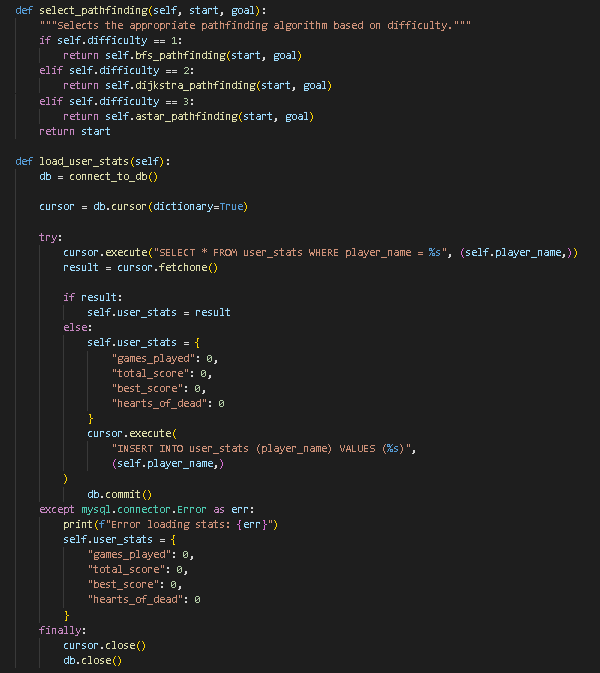 def select_pathfinding(self, start, goal):
    """Selects the appropriate pathfinding algorithm based on difficulty."""
    if self.difficulty == 1:
        return self.bfs_pathfinding(start, goal)
    elif self.difficulty == 2:
        return self.dijkstra_pathfinding(start, goal)
    elif self.difficulty == 3:
        return self.astar_pathfinding(start, goal)
    return start

def load_user_stats(self):
    db = connect_to_db()

    cursor = db.cursor(dictionary=True)

    try:
        cursor.execute("SELECT * FROM user_stats WHERE player_name = %s", (self.player_name,))
        result = cursor.fetchone()

        if result:
            self.user_stats = result
        else:
            self.user_stats = {
                "games_played": 0,
                "total_score": 0,
                "best_score": 0,
                "hearts_of_dead": 0
            }
            cursor.execute(
                "INSERT INTO user_stats (player_name) VALUES (%s)",
                (self.player_name,)
        )
            db.commit()
    except mysql.connector.Error as err:
        print(f"Error loading stats: {err}")
        self.user_stats = {
            "games_played": 0,
            "total_score": 0,
            "best_score": 0,
            "hearts_of_dead": 0
        }
    finally:
        cursor.close()
        db.close()